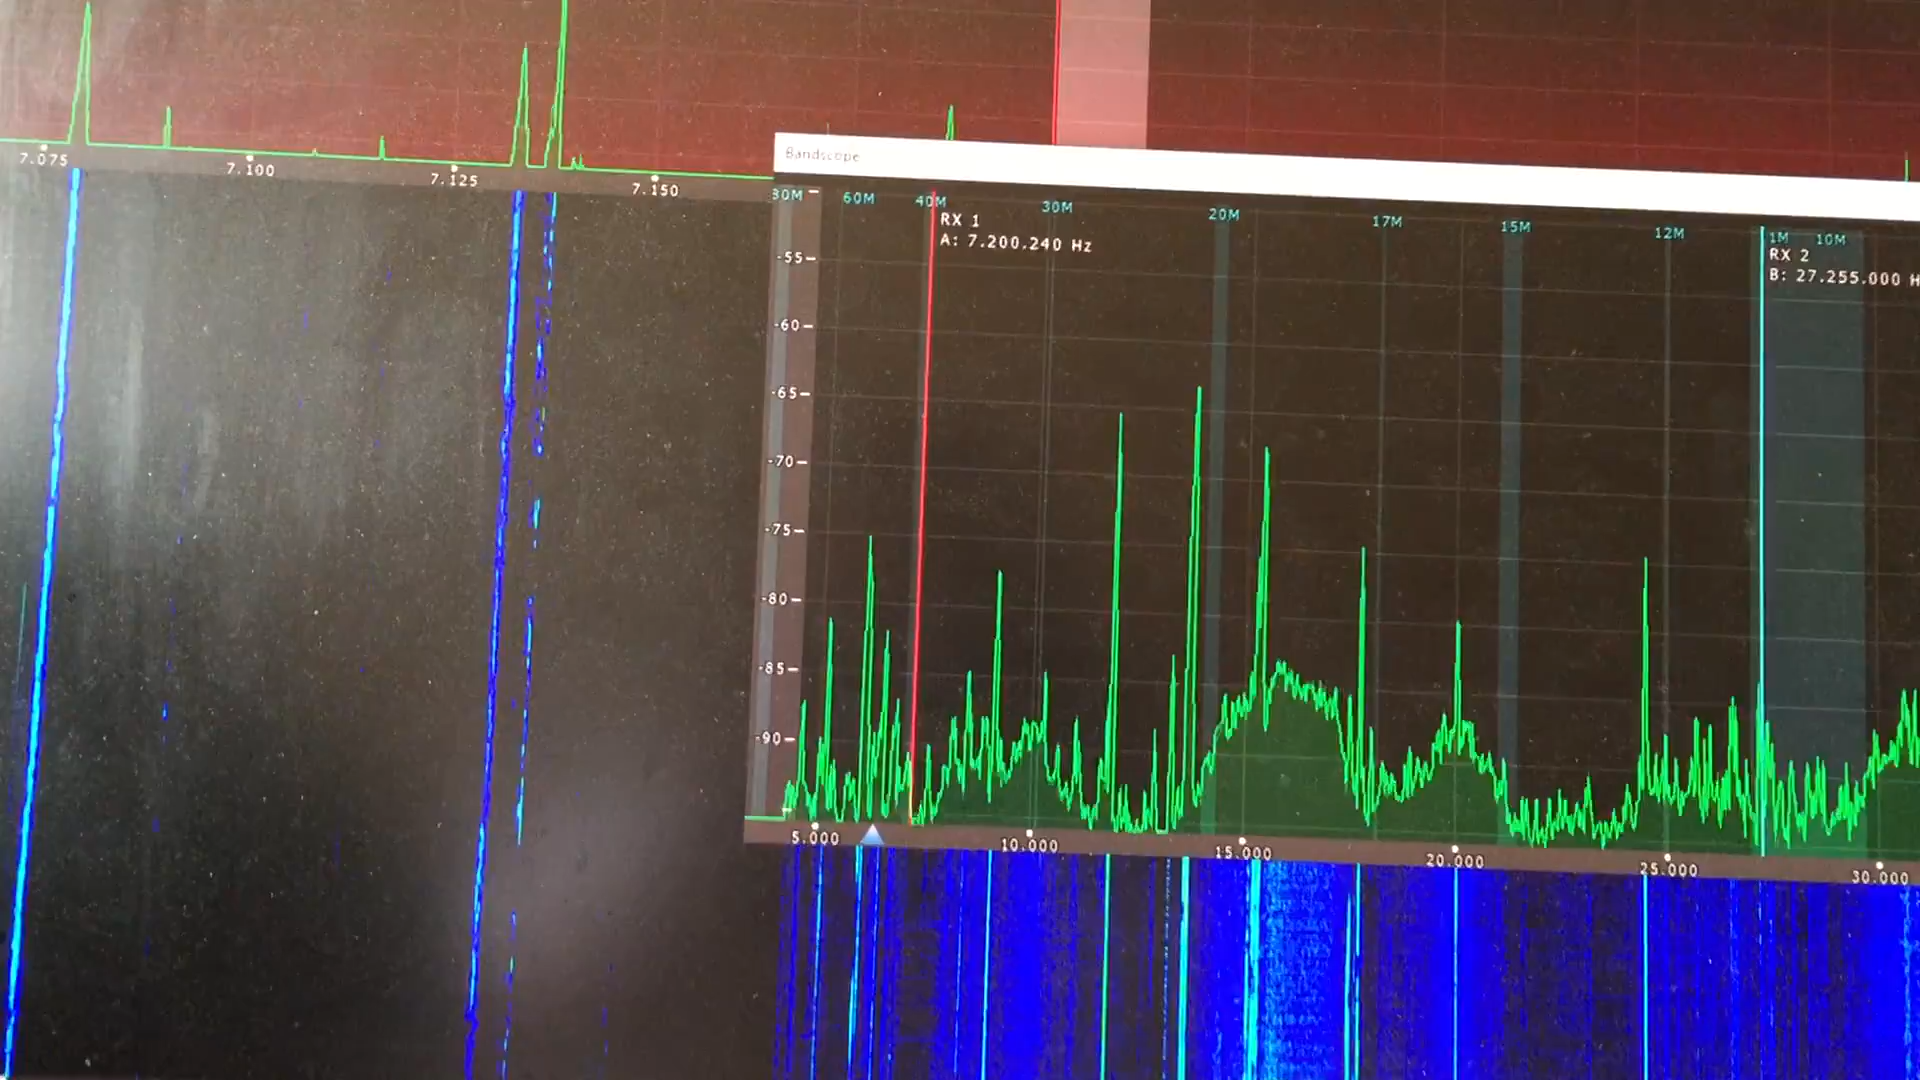 7.075 7.100 7.125 7.150
Bandscope
80M 60M 40M 30M 20M 17M 15M 12M 1M 10M
RX 1
A: 7.200.240 Hz
RX 2
B: 27.255.000 H
-55
-60
-65
-70
-75
-80
-85
-90
5.000 10.000 15.000 20.000 25.000 30.000